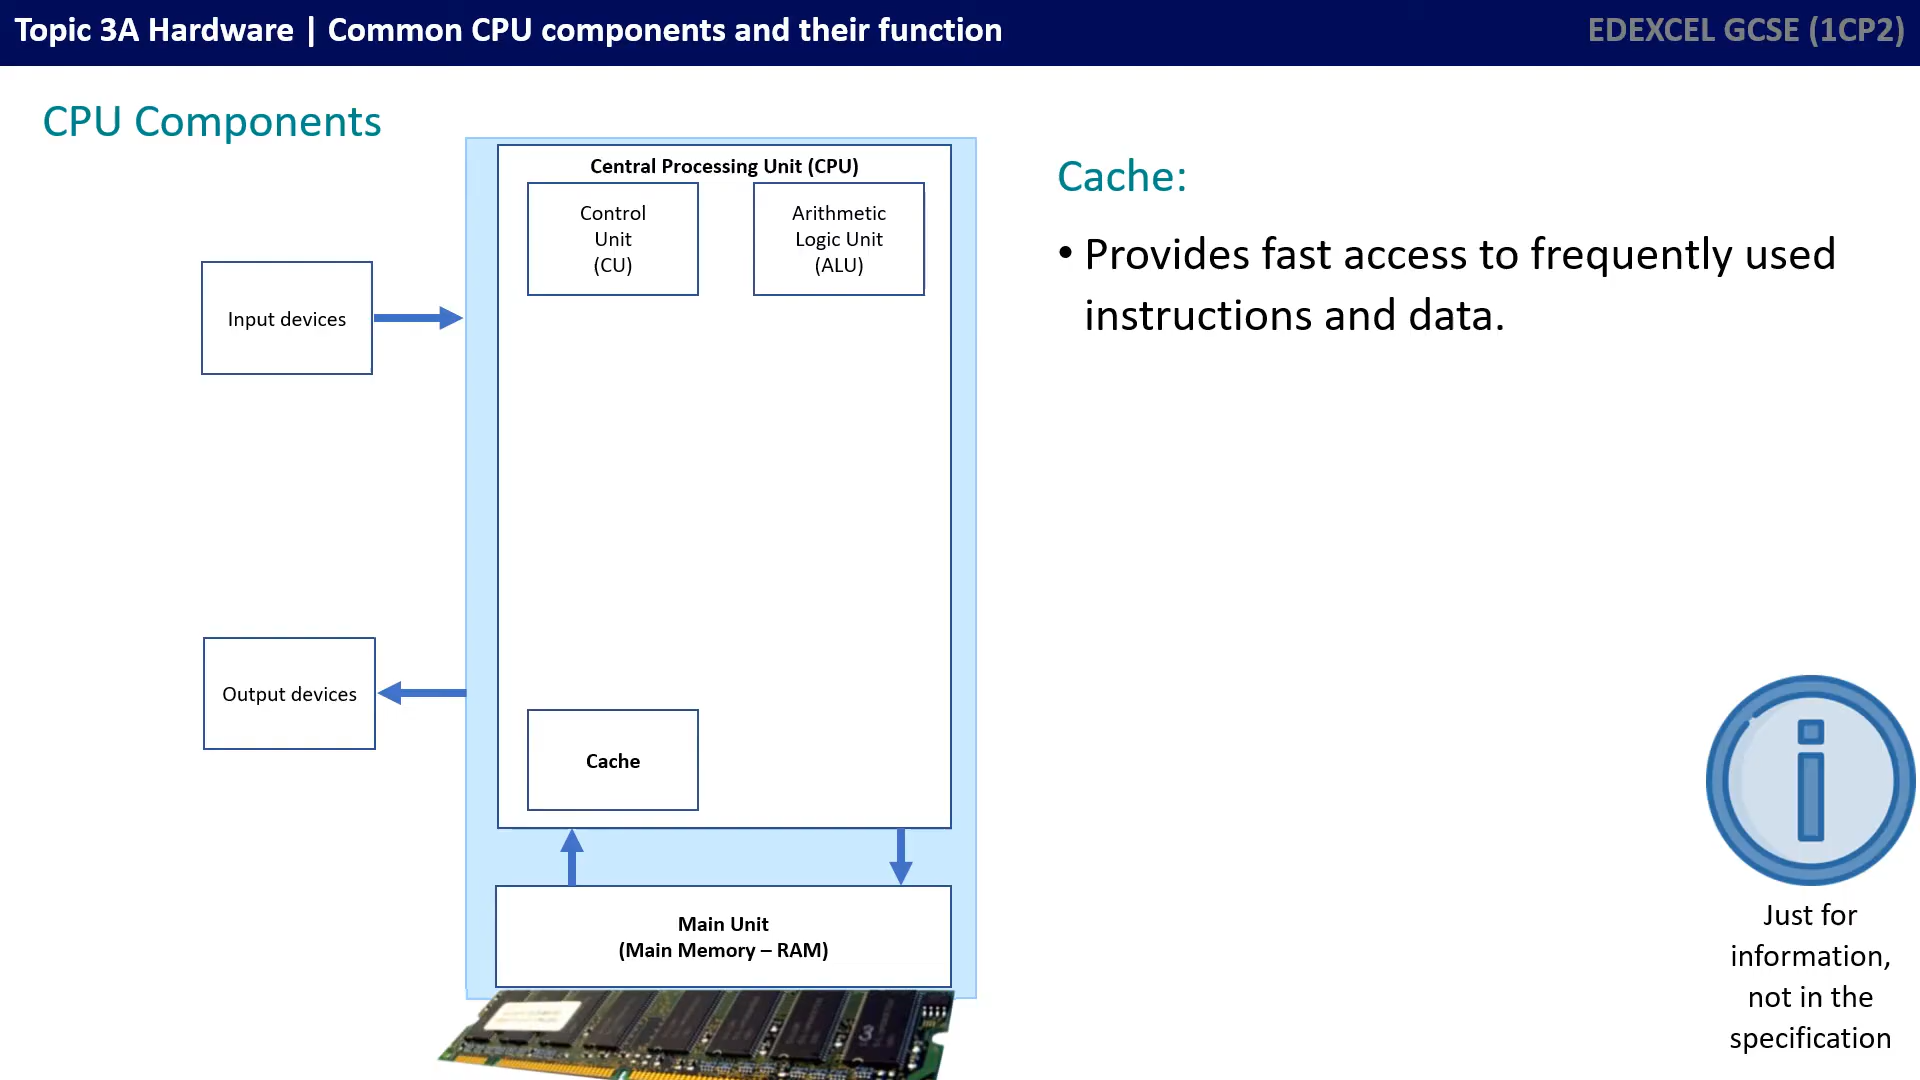 Topic 3A Hardware | Common CPU components and their function
EDEXCEL GCSE (1CP2)
CPU Components
Central Processing Unit (CPU)
Control
Unit
(CU)
Arithmetic
Logic Unit
(ALU)
Input devices
Output devices
Cache
Main Unit
(Main Memory – RAM)
Cache:
• Provides fast access to frequently used
instructions and data.
Just for
information,
not in the
specification